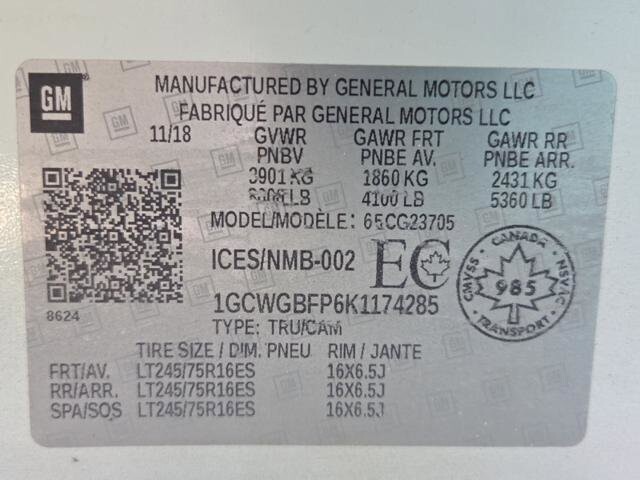 GM
MANUFACTURED BY GENERAL MOTORS LLC
FABRIQUÉ PAR GENERAL MOTORS LLC
11/18 GVWR GAWR FRT GAWR RR
PNBV PNBE AV. PNBE ARR.
3901 KG 1860 KG 2431 KG
LB 4100 LB 5360 LB
MODEL/MODÈLE: CG23705
ICES/NMB-002 EC
CANADA
CMVSS 985 NSVAC
TRANSPORT
8624
1GCWGBFP6K1174285
TYPE: TRU/CAM
TIRE SIZE / DIM. PNEU RIM / JANTE
FRT/AV. LT245/75R16ES 16X6.5J
RR/ARR. LT245/75R16ES 16X6.5J
SPA/SOS LT245/75R16ES 16X6.5J